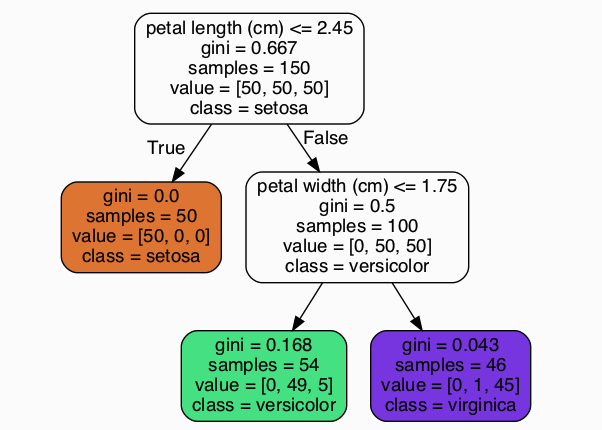 petal length (cm) <= 2.45
gini = 0.667
samples = 150
value = [50, 50, 50]
class = setosa
True
False
gini = 0.0
samples = 50
value = [50, 0, 0]
class = setosa
petal width (cm) <= 1.75
gini = 0.5
samples = 100
value = [0, 50, 50]
class = versicolor
gini = 0.168
samples = 54
value = [0, 49, 5]
class = versicolor
gini = 0.043
samples = 46
value = [0, 1, 45]
class = virginica